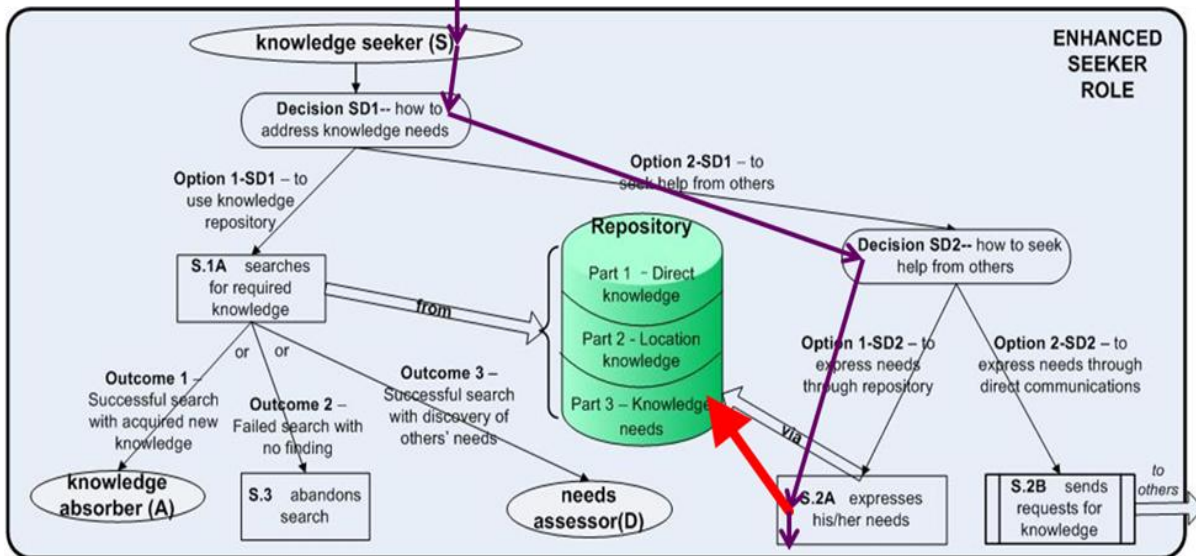 ENHANCED
SEEKER
ROLE
knowledge seeker (S)
Decision SD1-- how to
address knowledge needs
Option 1-SD1 – to
use knowledge
repository
Option 2-SD1 – to
seek help from others
Repository
Part 1 - Direct
knowledge
Part 2 - Location
knowledge
Part 3 – Knowledge
needs
Decision SD2-- how to seek
help from others
S.1A searches
for required
knowledge
from
or
or
Outcome 1 –
Successful search
with acquired new
knowledge
Outcome 2 –
Failed search with
no finding
Outcome 3 –
Successful search
with discovery of
others' needs
Option 1-SD2 – to
express needs
through repository
Option 2-SD2 – to
express needs through
direct communications
via
knowledge
absorber (A)
S.3 abandons
search
needs
assessor(D)
S.2A expresses
his/her needs
S.2B sends
requests for
knowledge
to
others